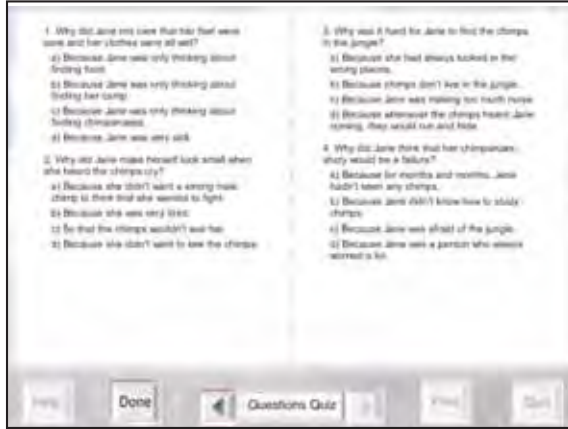 1. Why did Jane not care that her feet were
sore and her clothes were all wet?
a) Because Jane was only thinking about
finding food.
b) Because Jane was only thinking about
finding her camp.
c) Because Jane was only thinking about
finding chimpanzees.
d) Because Jane was very sick.
2. Why did Jane make herself look small when
she heard the chimps cry?
a) Because she didn't want a strong male
chimp to think that she wanted to fight.
b) Because she was very tired.
c) So that the chimps wouldn't see her.
d) Because she didn't want to see the chimps.
3. Why was it hard for Jane to find the chimps
in the jungle?
a) Because she had always looked in the
wrong places.
b) Because chimps don't live in the jungle.
c) Because Jane was making too much noise.
d) Because whenever the chimps heard Jane
coming, they would run and hide.
4. Why did Jane think that her chimpanzee
study would be a failure?
a) Because for months and months, Jane
hadn't seen any chimps.
b) Because Jane didn't know how to study
chimps.
c) Because Jane was afraid of the jungle.
d) Because Jane was a person who always
worried a lot.
Help
Done
Questions Quiz
Print
Quit